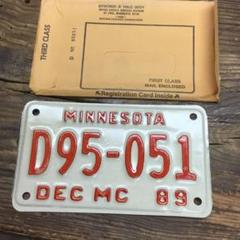 THIRD CLASS
FIRST CLASS
MAIL ENCLOSED
Registration Card Inside
MINNESOTA
D95-051
DEC MC 89